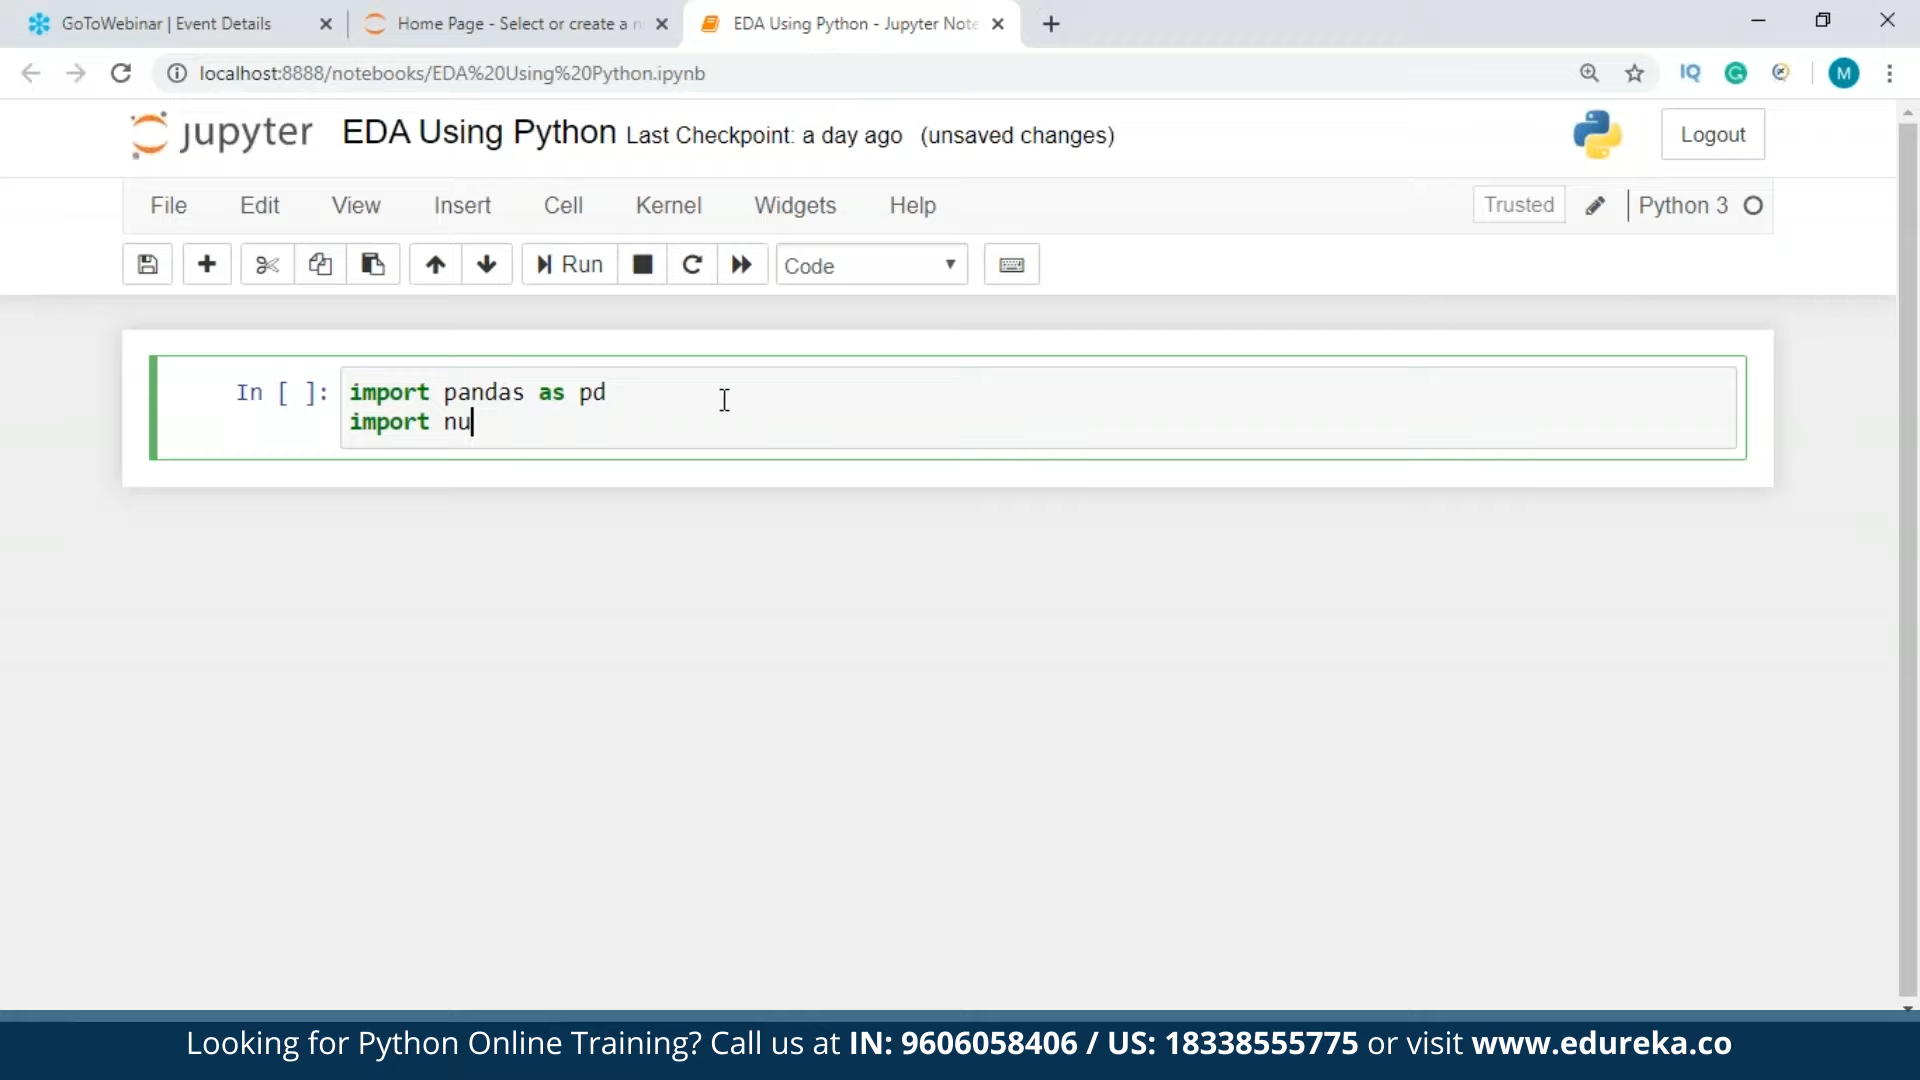 GoToWebinar | Event Details
Home Page - Select or create a n
EDA Using Python - Jupyter Note
localhost:8888/notebooks/EDA%20Using%20Python.ipynb
IQ
G
M
jupyter EDA Using Python Last Checkpoint: a day ago (unsaved changes)
Logout
File Edit View Insert Cell Kernel Widgets Help
Trusted
Python 3
Run
Code
In [ ]: import pandas as pd
import nu
Looking for Python Online Training? Call us at IN: 9606058406 / US: 18338555775 or visit www.edureka.co